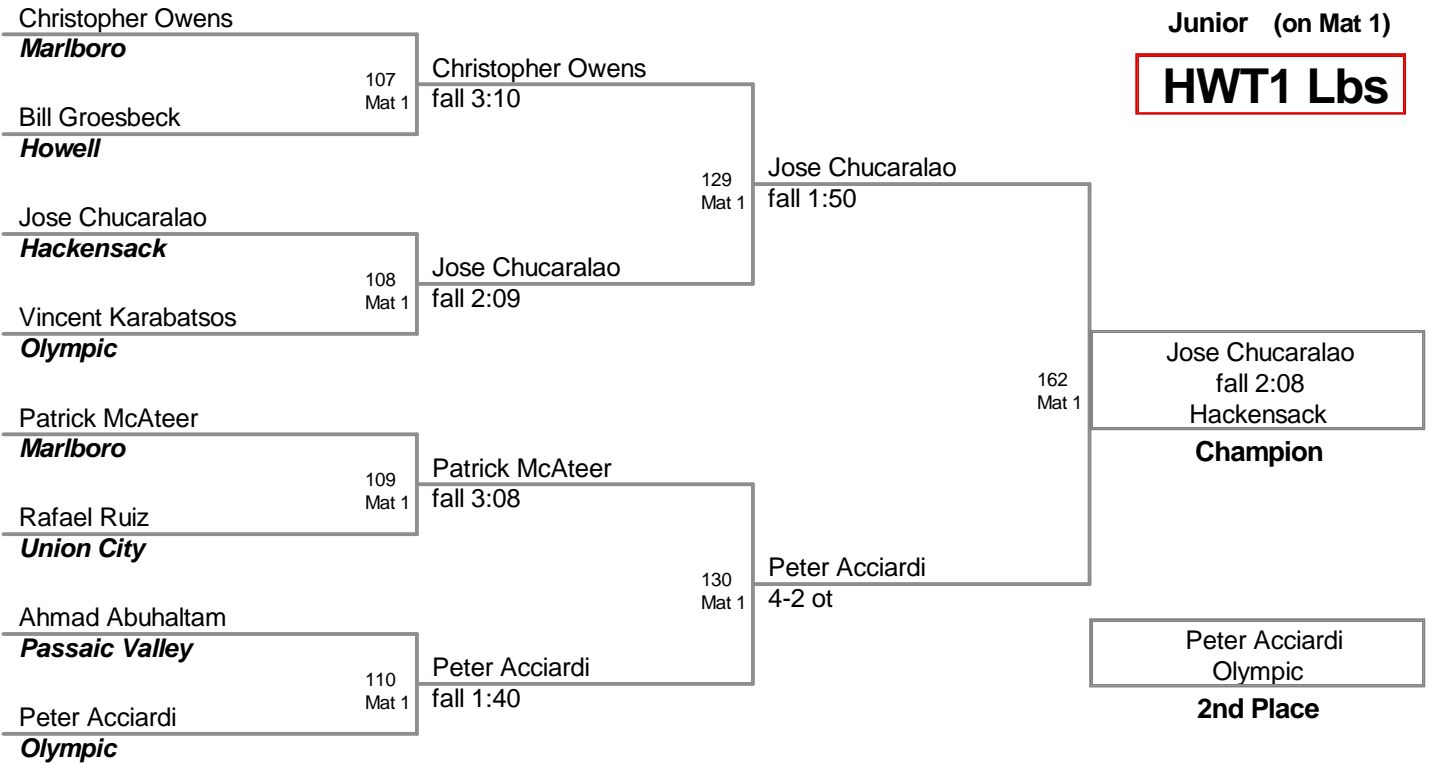 Christopher Owens
Marlboro
107
Mat 1
Bill Groesbeck
Howell
Christopher Owens
fall 3:10
Jose Chucaralao
Hackensack
108
Mat 1
Vincent Karabatsos
Olympic
Jose Chucaralao
fall 2:09
129
Mat 1
Jose Chucaralao
fall 1:50
Patrick McAteer
Marlboro
109
Mat 1
Rafael Ruiz
Union City
Patrick McAteer
fall 3:08
Ahmad Abuhaltam
Passaic Valley
110
Mat 1
Peter Acciardi
Olympic
Peter Acciardi
fall 1:40
130
Mat 1
Peter Acciardi
4-2 ot
162
Mat 1
Junior (on Mat 1)
HWT1 Lbs
Jose Chucaralao
fall 2:08
Hackensack
Champion
Peter Acciardi
Olympic
2nd Place